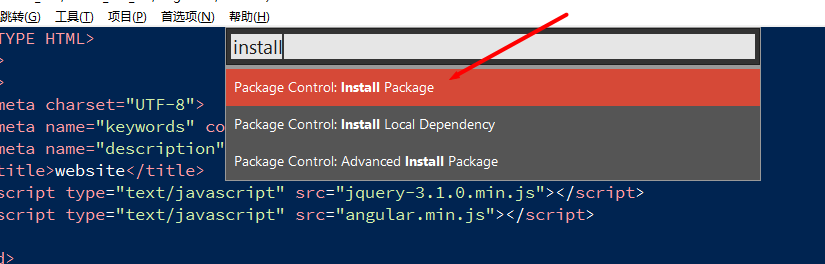 跳转(G) 工具(T) 项目(P) 首选项(N) 帮助(H)
install
TYPE HTML>
>
>
Package Control: Install Package
meta charset="UTF-8">
Package Control: Install Local Dependency
meta name="keywords" co
meta name="description"
Package Control: Advanced Install Package
title>website</title>
script type="text/javascript" src="jquery-3.1.0.min.js"></script>
script type="text/javascript" src="angular.min.js"></script>
d>